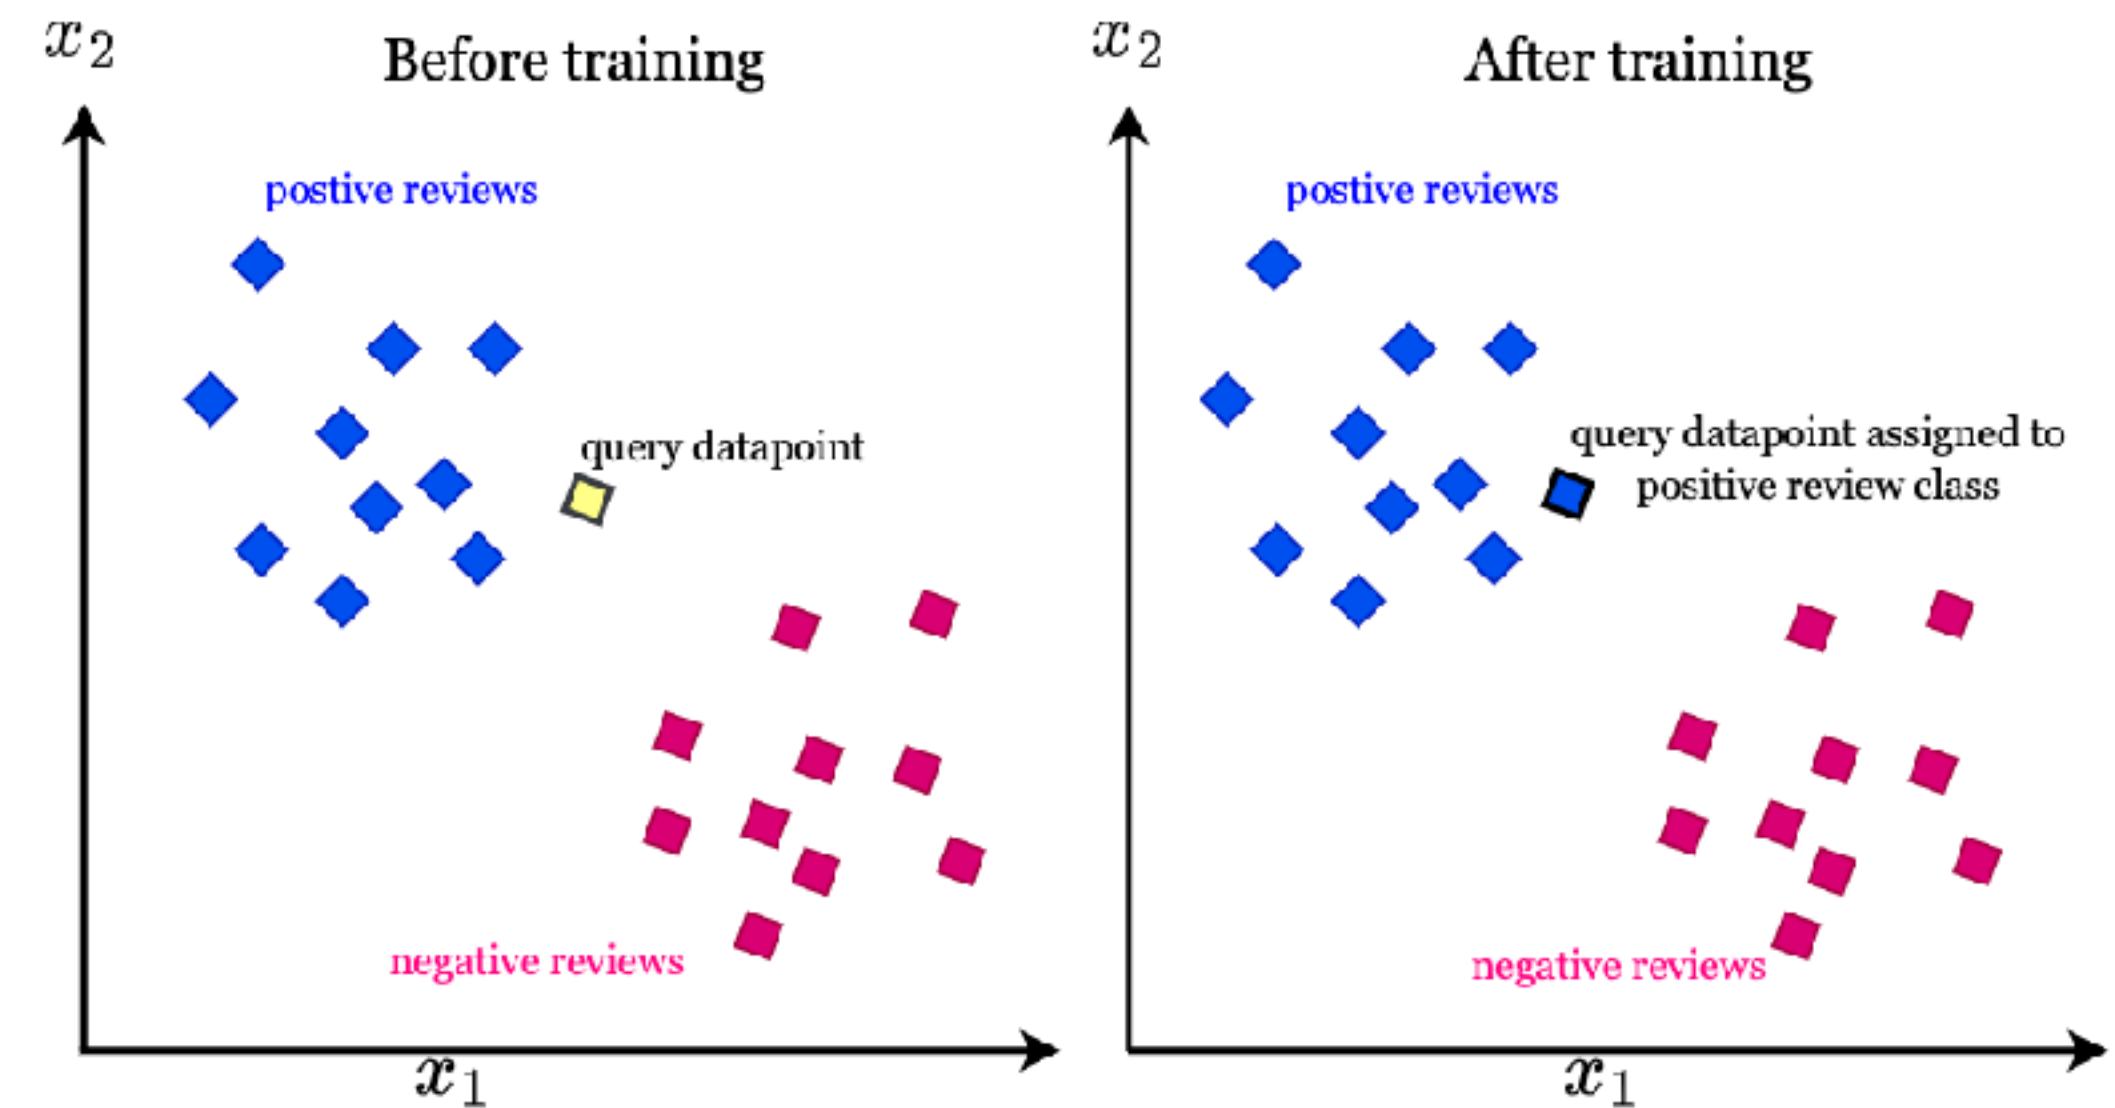 x₂
Before training
postive reviews
query datapoint
negative reviews
x₁
x₂
After training
postive reviews
query datapoint assigned to
positive review class
negative reviews
x₁